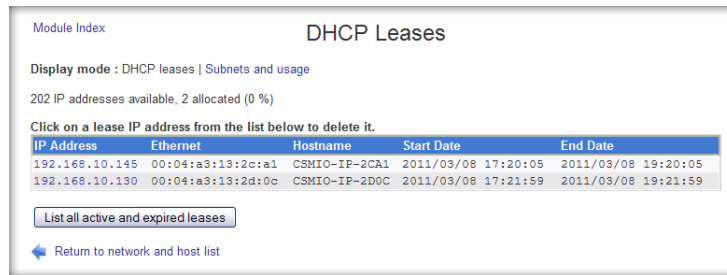 Module Index
DHCP Leases
Display mode : DHCP leases | Subnets and usage
202 IP addresses available, 2 allocated (0 %)
Click on a lease IP address from the list below to delete it.
IP Address Ethernet Hostname Start Date End Date
192.168.10.145 00:04:a3:13:2c:a1 CSMIO-IP-2CA1 2011/03/08 17:20:05 2011/03/08 19:20:05
192.168.10.130 00:04:a3:13:2d:0c CSMIO-IP-2D0C 2011/03/08 17:21:59 2011/03/08 19:21:59
List all active and expired leases
Return to network and host list